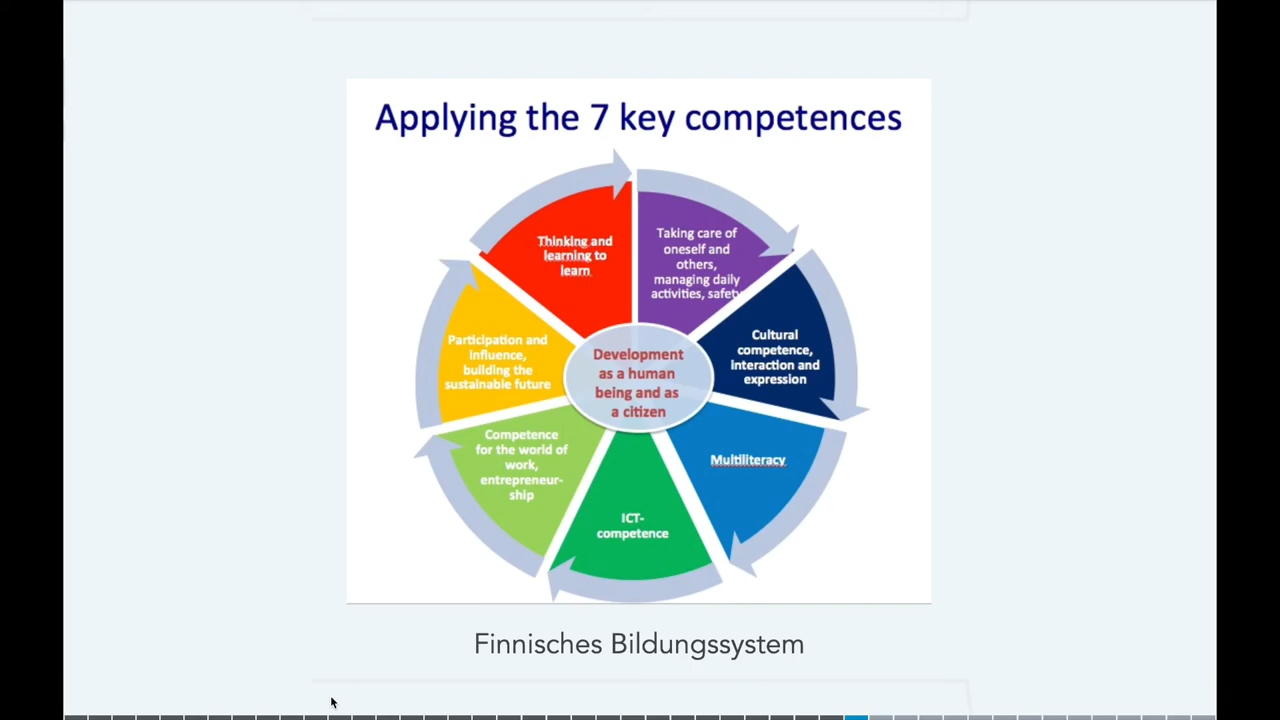 Applying the 7 key competences
Thinking and
learning to
learn
Taking care of
oneself and
others,
managing daily
activities, safety
Cultural
competence,
interaction and
expression
Multiliteracy
ICT-
competence
Competence
for the world of
work,
entrepreneur-
ship
Participation and
influence,
building the
sustainable future
Development
as a human
being and as
a citizen
Finnisches Bildungssystem